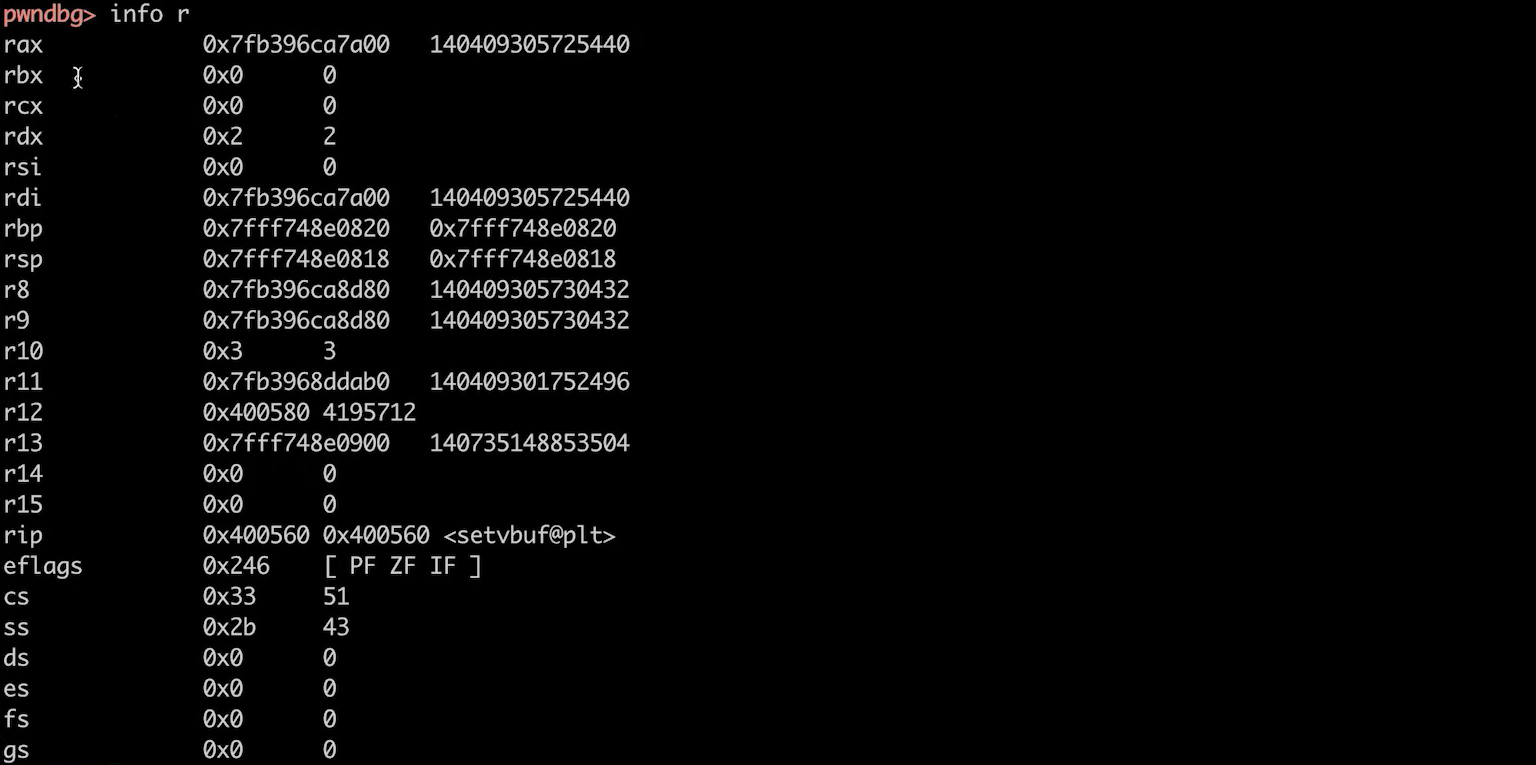 pwndbg> info r
rax 0x7fb396ca7a00 140409305725440
rbx 0x0 0
rcx 0x0 0
rdx 0x2 2
rsi 0x0 0
rdi 0x7fb396ca7a00 140409305725440
rbp 0x7fff748e0820 0x7fff748e0820
rsp 0x7fff748e0818 0x7fff748e0818
r8 0x7fb396ca8d80 140409305730432
r9 0x7fb396ca8d80 140409305730432
r10 0x3 3
r11 0x7fb3968ddab0 140409301752496
r12 0x400580 4195712
r13 0x7fff748e0900 140735148853504
r14 0x0 0
r15 0x0 0
rip 0x400560 0x400560 <setvbuf@plt>
eflags 0x246 [ PF ZF IF ]
cs 0x33 51
ss 0x2b 43
ds 0x0 0
es 0x0 0
fs 0x0 0
gs 0x0 0